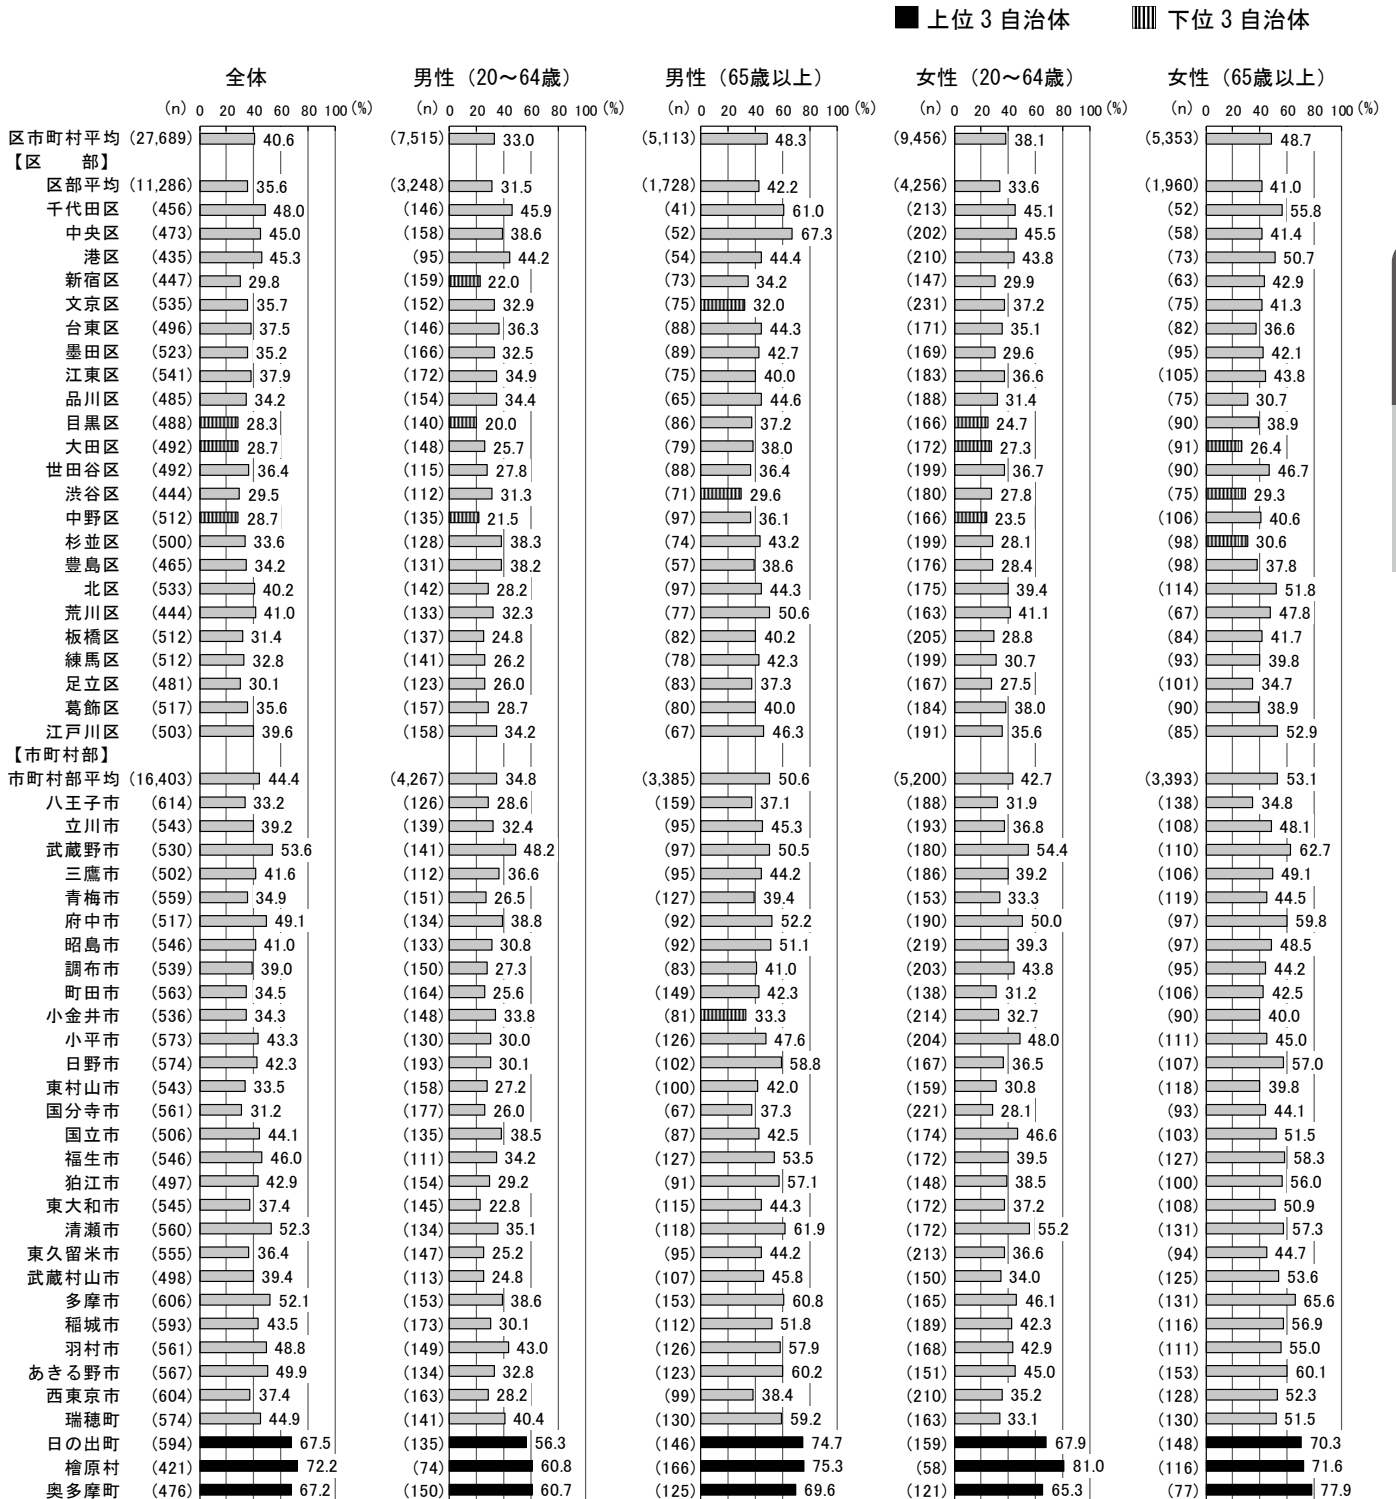 上位3自治体 下位3自治体
全体 男性（20～64歳） 男性（65歳以上） 女性（20～64歳） 女性（65歳以上）
(n) 0 20 40 60 80 100 (%) (n) 0 20 40 60 80 100 (%) (n) 0 20 40 60 80 100 (%) (n) 0 20 40 60 80 100 (%) (n) 0 20 40 60 80 100 (%)
区市町村平均 (27,689) 40.6 (7,515) 33.0 (5,113) 48.3 (9,456) 38.1 (5,353) 48.7
【区　　部】
区部平均 (11,286) 35.6 (3,248) 31.5 (1,728) 42.2 (4,256) 33.6 (1,960) 41.0
千代田区 (456) 48.0 (146) 45.9 (41) 61.0 (213) 45.1 (52) 55.8
中央区 (473) 45.0 (158) 38.6 (52) 67.3 (202) 45.5 (58) 41.4
港区 (435) 45.3 (95) 44.2 (54) 44.4 (210) 43.8 (73) 50.7
新宿区 (447) 29.8 (159) 22.0 (73) 34.2 (147) 29.9 (63) 42.9
文京区 (535) 35.7 (152) 32.9 (75) 32.0 (231) 37.2 (75) 41.3
台東区 (496) 37.5 (146) 36.3 (88) 44.3 (171) 35.1 (82) 36.6
墨田区 (523) 35.2 (166) 32.5 (89) 42.7 (169) 29.6 (95) 42.1
江東区 (541) 37.9 (172) 34.9 (75) 40.0 (183) 36.6 (105) 43.8
品川区 (485) 34.2 (154) 34.4 (65) 44.6 (188) 31.4 (75) 30.7
目黒区 (488) 28.3 (140) 20.0 (86) 37.2 (166) 24.7 (90) 38.9
大田区 (492) 28.7 (148) 25.7 (79) 38.0 (172) 27.3 (91) 26.4
世田谷区 (492) 36.4 (115) 27.8 (88) 36.4 (199) 36.7 (90) 46.7
渋谷区 (444) 29.5 (112) 31.3 (71) 29.6 (180) 27.8 (75) 29.3
中野区 (512) 28.7 (135) 21.5 (97) 36.1 (166) 23.5 (106) 40.6
杉並区 (500) 33.6 (128) 38.3 (74) 43.2 (199) 28.1 (98) 30.6
豊島区 (465) 34.2 (131) 38.2 (57) 38.6 (176) 28.4 (98) 37.8
北区 (533) 40.2 (142) 28.2 (97) 44.3 (175) 39.4 (114) 51.8
荒川区 (444) 41.0 (133) 32.3 (77) 50.6 (163) 41.1 (67) 47.8
板橋区 (512) 31.4 (137) 24.8 (82) 40.2 (205) 28.8 (84) 41.7
練馬区 (512) 32.8 (141) 26.2 (78) 42.3 (199) 30.7 (93) 39.8
足立区 (481) 30.1 (123) 26.0 (83) 37.3 (167) 27.5 (101) 34.7
葛飾区 (517) 35.6 (157) 28.7 (80) 40.0 (184) 38.0 (90) 38.9
江戸川区 (503) 39.6 (158) 34.2 (67) 46.3 (191) 35.6 (85) 52.9
【市町村部】
市町村部平均 (16,403) 44.4 (4,267) 34.8 (3,385) 50.6 (5,200) 42.7 (3,393) 53.1
八王子市 (614) 33.2 (126) 28.6 (159) 37.1 (188) 31.9 (138) 34.8
立川市 (543) 39.2 (139) 32.4 (95) 45.3 (193) 36.8 (108) 48.1
武蔵野市 (530) 53.6 (141) 48.2 (97) 50.5 (180) 54.4 (110) 62.7
三鷹市 (502) 41.6 (112) 36.6 (95) 44.2 (186) 39.2 (106) 49.1
青梅市 (559) 34.9 (151) 26.5 (127) 39.4 (153) 33.3 (119) 44.5
府中市 (517) 49.1 (134) 38.8 (92) 52.2 (190) 50.0 (97) 59.8
昭島市 (546) 41.0 (133) 30.8 (92) 51.1 (219) 39.3 (97) 48.5
調布市 (539) 39.0 (150) 27.3 (83) 41.0 (203) 43.8 (95) 44.2
町田市 (563) 34.5 (164) 25.6 (149) 42.3 (138) 31.2 (106) 42.5
小金井市 (536) 34.3 (148) 33.8 (81) 33.3 (214) 32.7 (90) 40.0
小平市 (573) 43.3 (130) 30.0 (126) 47.6 (204) 48.0 (111) 45.0
日野市 (574) 42.3 (193) 30.1 (102) 58.8 (167) 36.5 (107) 57.0
東村山市 (543) 33.5 (158) 27.2 (100) 42.0 (159) 30.8 (118) 39.8
国分寺市 (561) 31.2 (177) 26.0 (67) 37.3 (221) 28.1 (93) 44.1
国立市 (506) 44.1 (135) 38.5 (87) 42.5 (174) 46.6 (103) 51.5
福生市 (546) 46.0 (111) 34.2 (127) 53.5 (172) 39.5 (127) 58.3
狛江市 (497) 42.9 (154) 29.2 (91) 57.1 (148) 38.5 (100) 56.0
東大和市 (545) 37.4 (145) 22.8 (115) 44.3 (172) 37.2 (108) 50.9
清瀬市 (560) 52.3 (134) 35.1 (118) 61.9 (172) 55.2 (131) 57.3
東久留米市 (555) 36.4 (147) 25.2 (95) 44.2 (213) 36.6 (94) 44.7
武蔵村山市 (498) 39.4 (113) 24.8 (107) 45.8 (150) 34.0 (125) 53.6
多摩市 (606) 52.1 (153) 38.6 (153) 60.8 (165) 46.1 (131) 65.6
稲城市 (593) 43.5 (173) 30.1 (112) 51.8 (189) 42.3 (116) 56.9
羽村市 (561) 48.8 (149) 43.0 (126) 57.9 (168) 42.9 (111) 55.0
あきる野市 (567) 49.9 (134) 32.8 (123) 60.2 (151) 45.0 (153) 60.1
西東京市 (604) 37.4 (163) 28.2 (99) 38.4 (210) 35.2 (128) 52.3
瑞穂町 (574) 44.9 (141) 40.4 (130) 59.2 (163) 33.1 (130) 51.5
日の出町 (594) 67.5 (135) 56.3 (146) 74.7 (159) 67.9 (148) 70.3
檜原村 (421) 72.2 (74) 60.8 (166) 75.3 (58) 81.0 (116) 71.6
奥多摩町 (476) 67.2 (150) 60.7 (125) 69.6 (121) 65.3 (77) 77.9